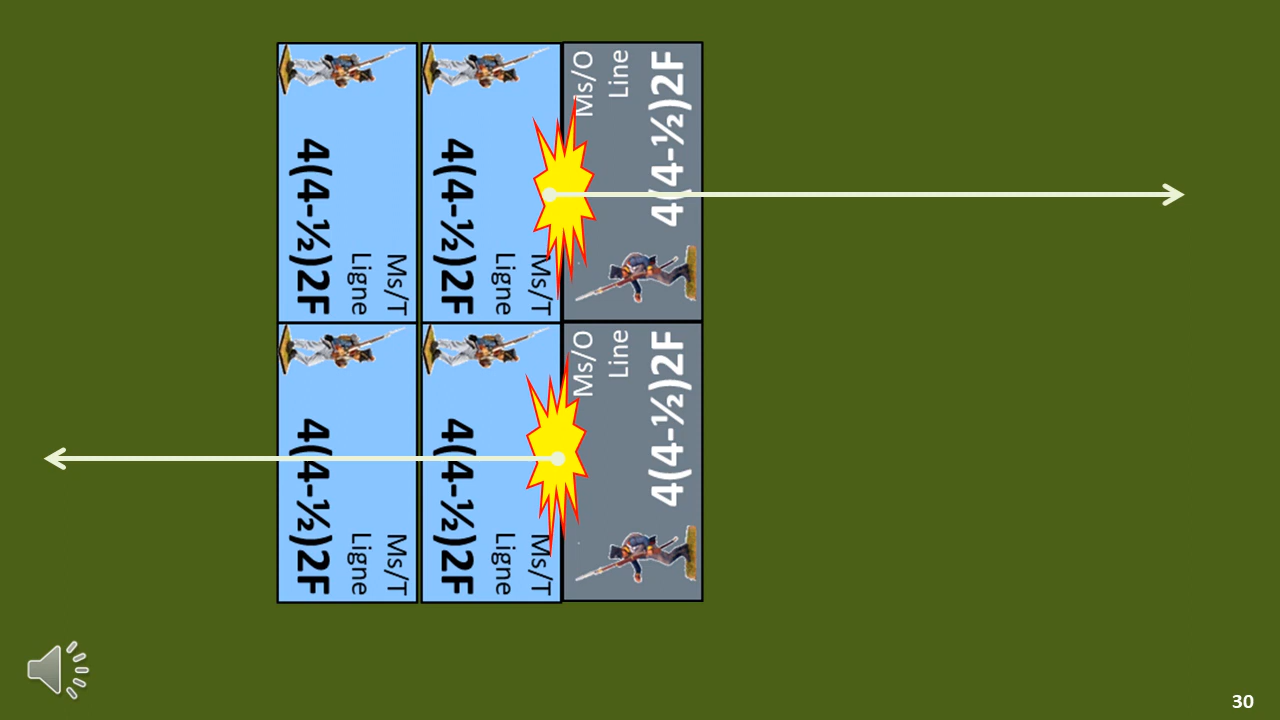 4(4-½)2F
Ligne
Ms/T
4(4-½)2F
Ligne
Ms/T
Ms/O
Line
4(4-½)2F
4(4-½)2F
Ligne
Ms/T
4(4-½)2F
Ligne
Ms/T
Ms/O
Line
4(4-½)2F
30